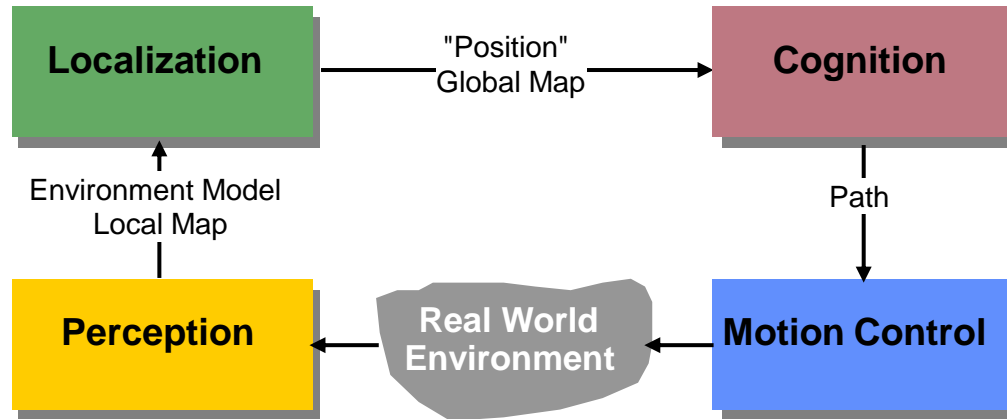 Localization
"Position"
Global Map
Cognition
Environment Model
Local Map
Path
Perception
Real World
Environment
Motion Control